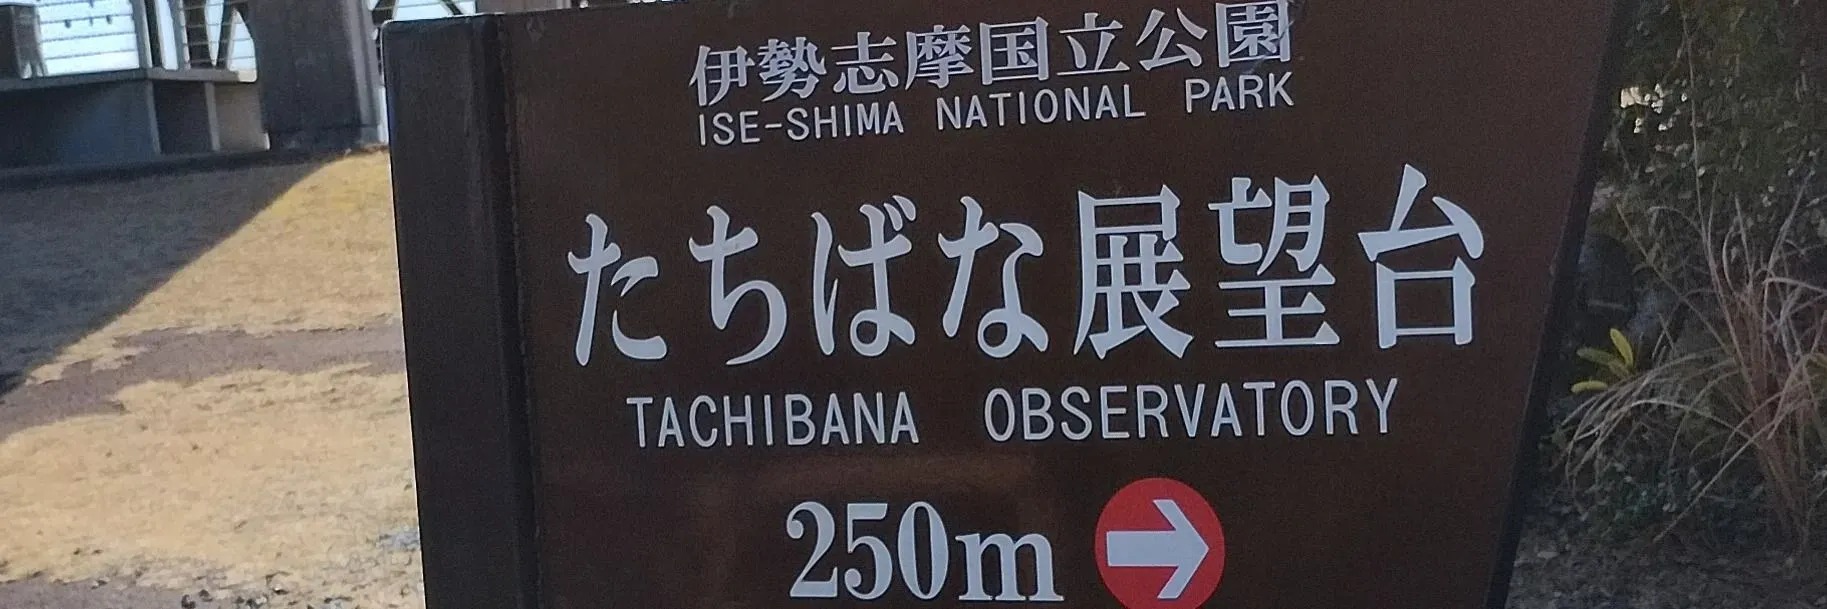 伊勢志摩国立公園
ISE-SHIMA NATIONAL PARK
たちばな展望台
TACHIBANA OBSERVATORY
250m